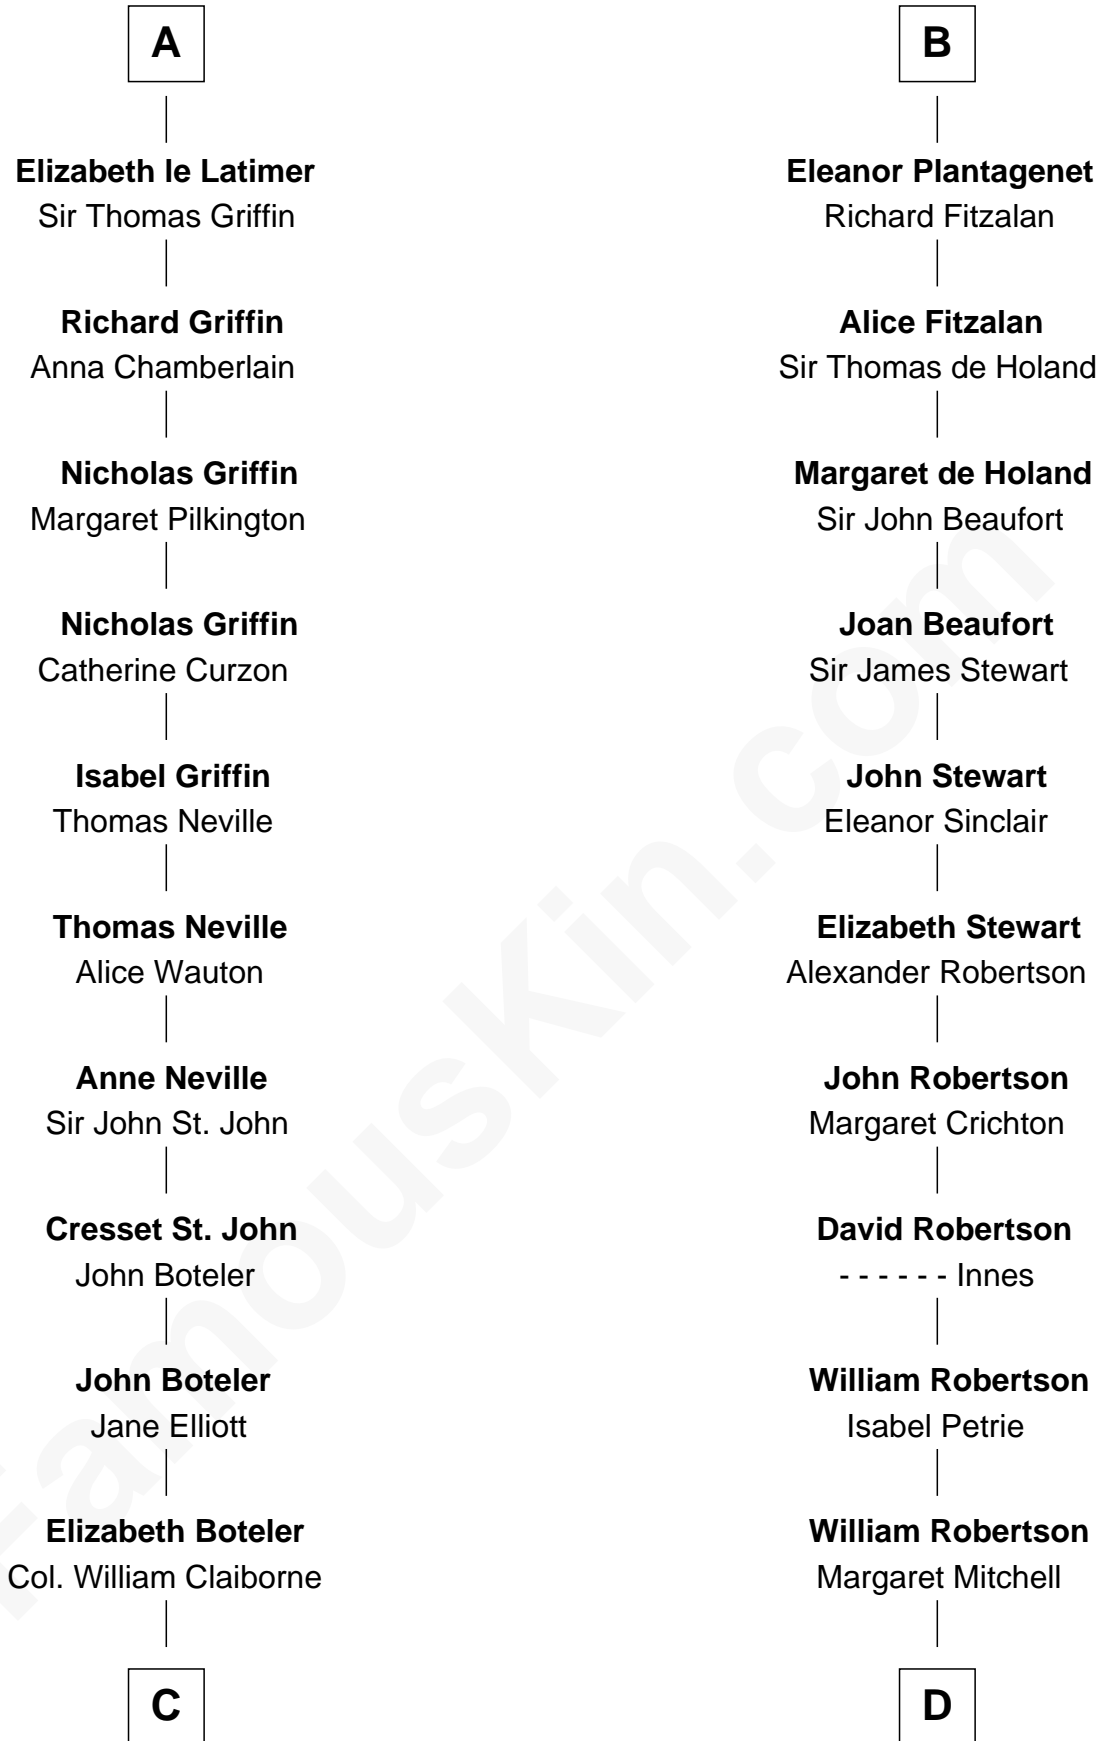 A
Elizabeth le Latimer
Sir Thomas Griffin
Richard Griffin
Anna Chamberlain
Nicholas Griffin
Margaret Pilkington
Nicholas Griffin
Catherine Curzon
Isabel Griffin
Thomas Neville
Thomas Neville
Alice Wauton
Anne Neville
Sir John St. John
Cresset St. John
John Boteler
John Boteler
Jane Elliott
Elizabeth Boteler
Col. William Claiborne
C
B
Eleanor Plantagenet
Richard Fitzalan
Alice Fitzalan
Sir Thomas de Holand
Margaret de Holand
Sir John Beaufort
Joan Beaufort
Sir James Stewart
John Stewart
Eleanor Sinclair
Elizabeth Stewart
Alexander Robertson
John Robertson
Margaret Crichton
David Robertson
- - - - - - Innes
William Robertson
Isabel Petrie
William Robertson
Margaret Mitchell
D
FamousKin.com